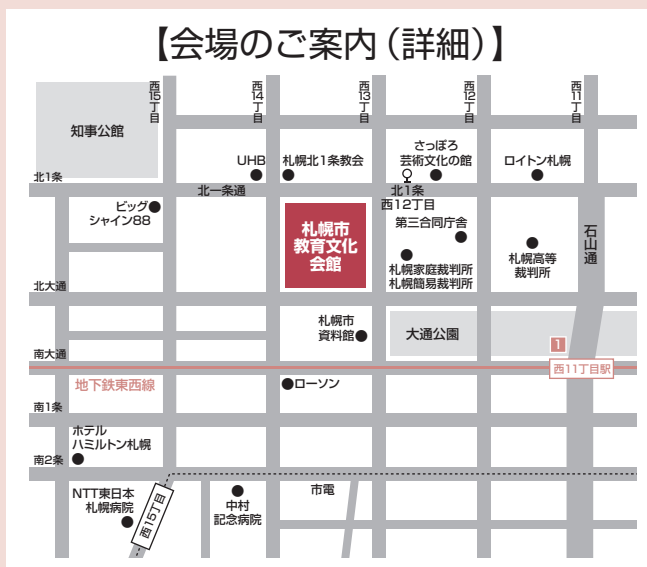 【会場のご案内（詳細）】
西15丁目
西14丁目
西13丁目
西12丁目
西11丁目
知事公館
UHB
札幌北1条教会
さっぽろ
芸術文化の館
ロイトン札幌
北1条
北一条通
北1条
西12丁目
ビッグ
シャイン88
札幌市
教育文化
会館
第三合同庁舎
札幌家庭裁判所
札幌簡易裁判所
札幌高等
裁判所
石山通
北大通
札幌市
資料館
大通公園
1
南大通
西11丁目駅
地下鉄東西線
ローソン
南1条
ホテル
ハミルトン札幌
南2条
NTT東日本
札幌病院
西15丁目
中村
記念病院
市電